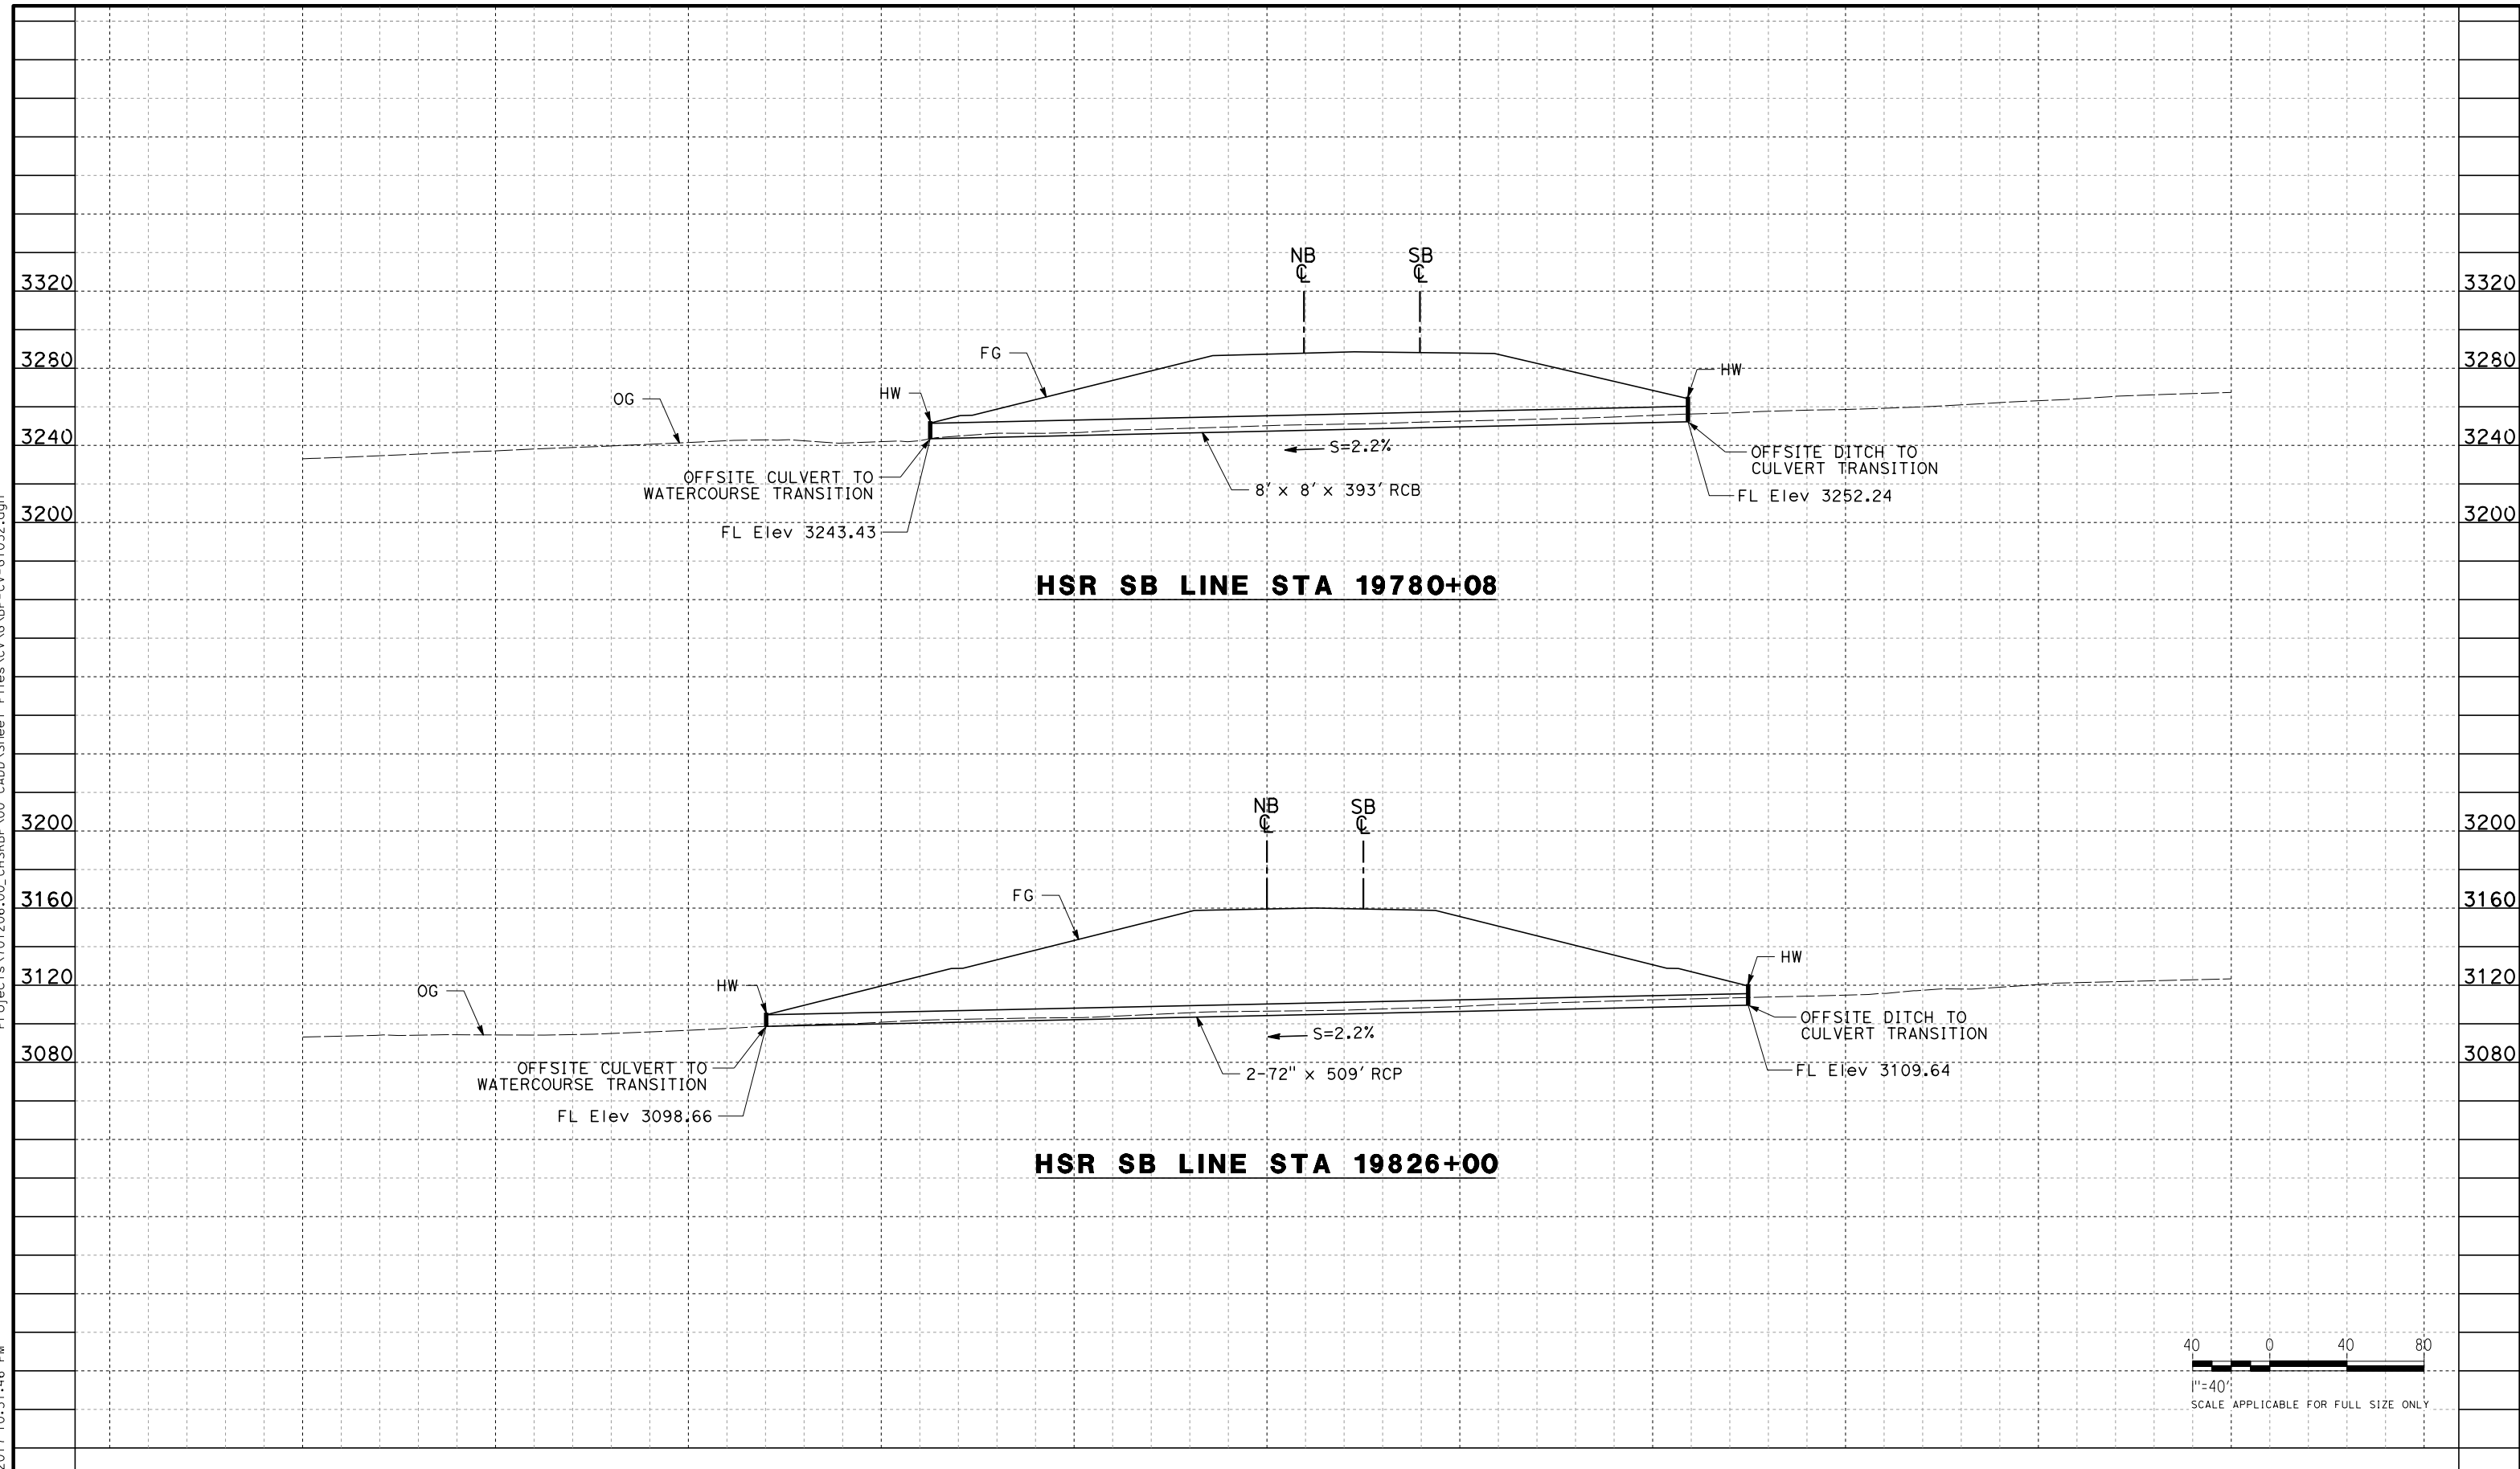 NB
SB
℄
℄
3320
3320
FG
HW
3280
3280
HW
OG
3240
3240
S=2.2%
OFFSITE DITCH TO
CULVERT TRANSITION
OFFSITE CULVERT TO
WATERCOURSE TRANSITION
8' x 8' x 393' RCB
FL Elev 3252.24
3200
3200
FL Elev 3243.43
HSR SB LINE STA 19780+08
NB
SB
℄
℄
3200
3200
FG
3160
3160
HW
3120
3120
HW
OG
OFFSITE DITCH TO
CULVERT TRANSITION
S=2.2%
3080
3080
OFFSITE CULVERT TO
WATERCOURSE TRANSITION
2-72" x 509' RCP
FL Elev 3109.64
FL Elev 3098.66
HSR SB LINE STA 19826+00
40 0 40 80
1"=40'
SCALE APPLICABLE FOR FULL SIZE ONLY